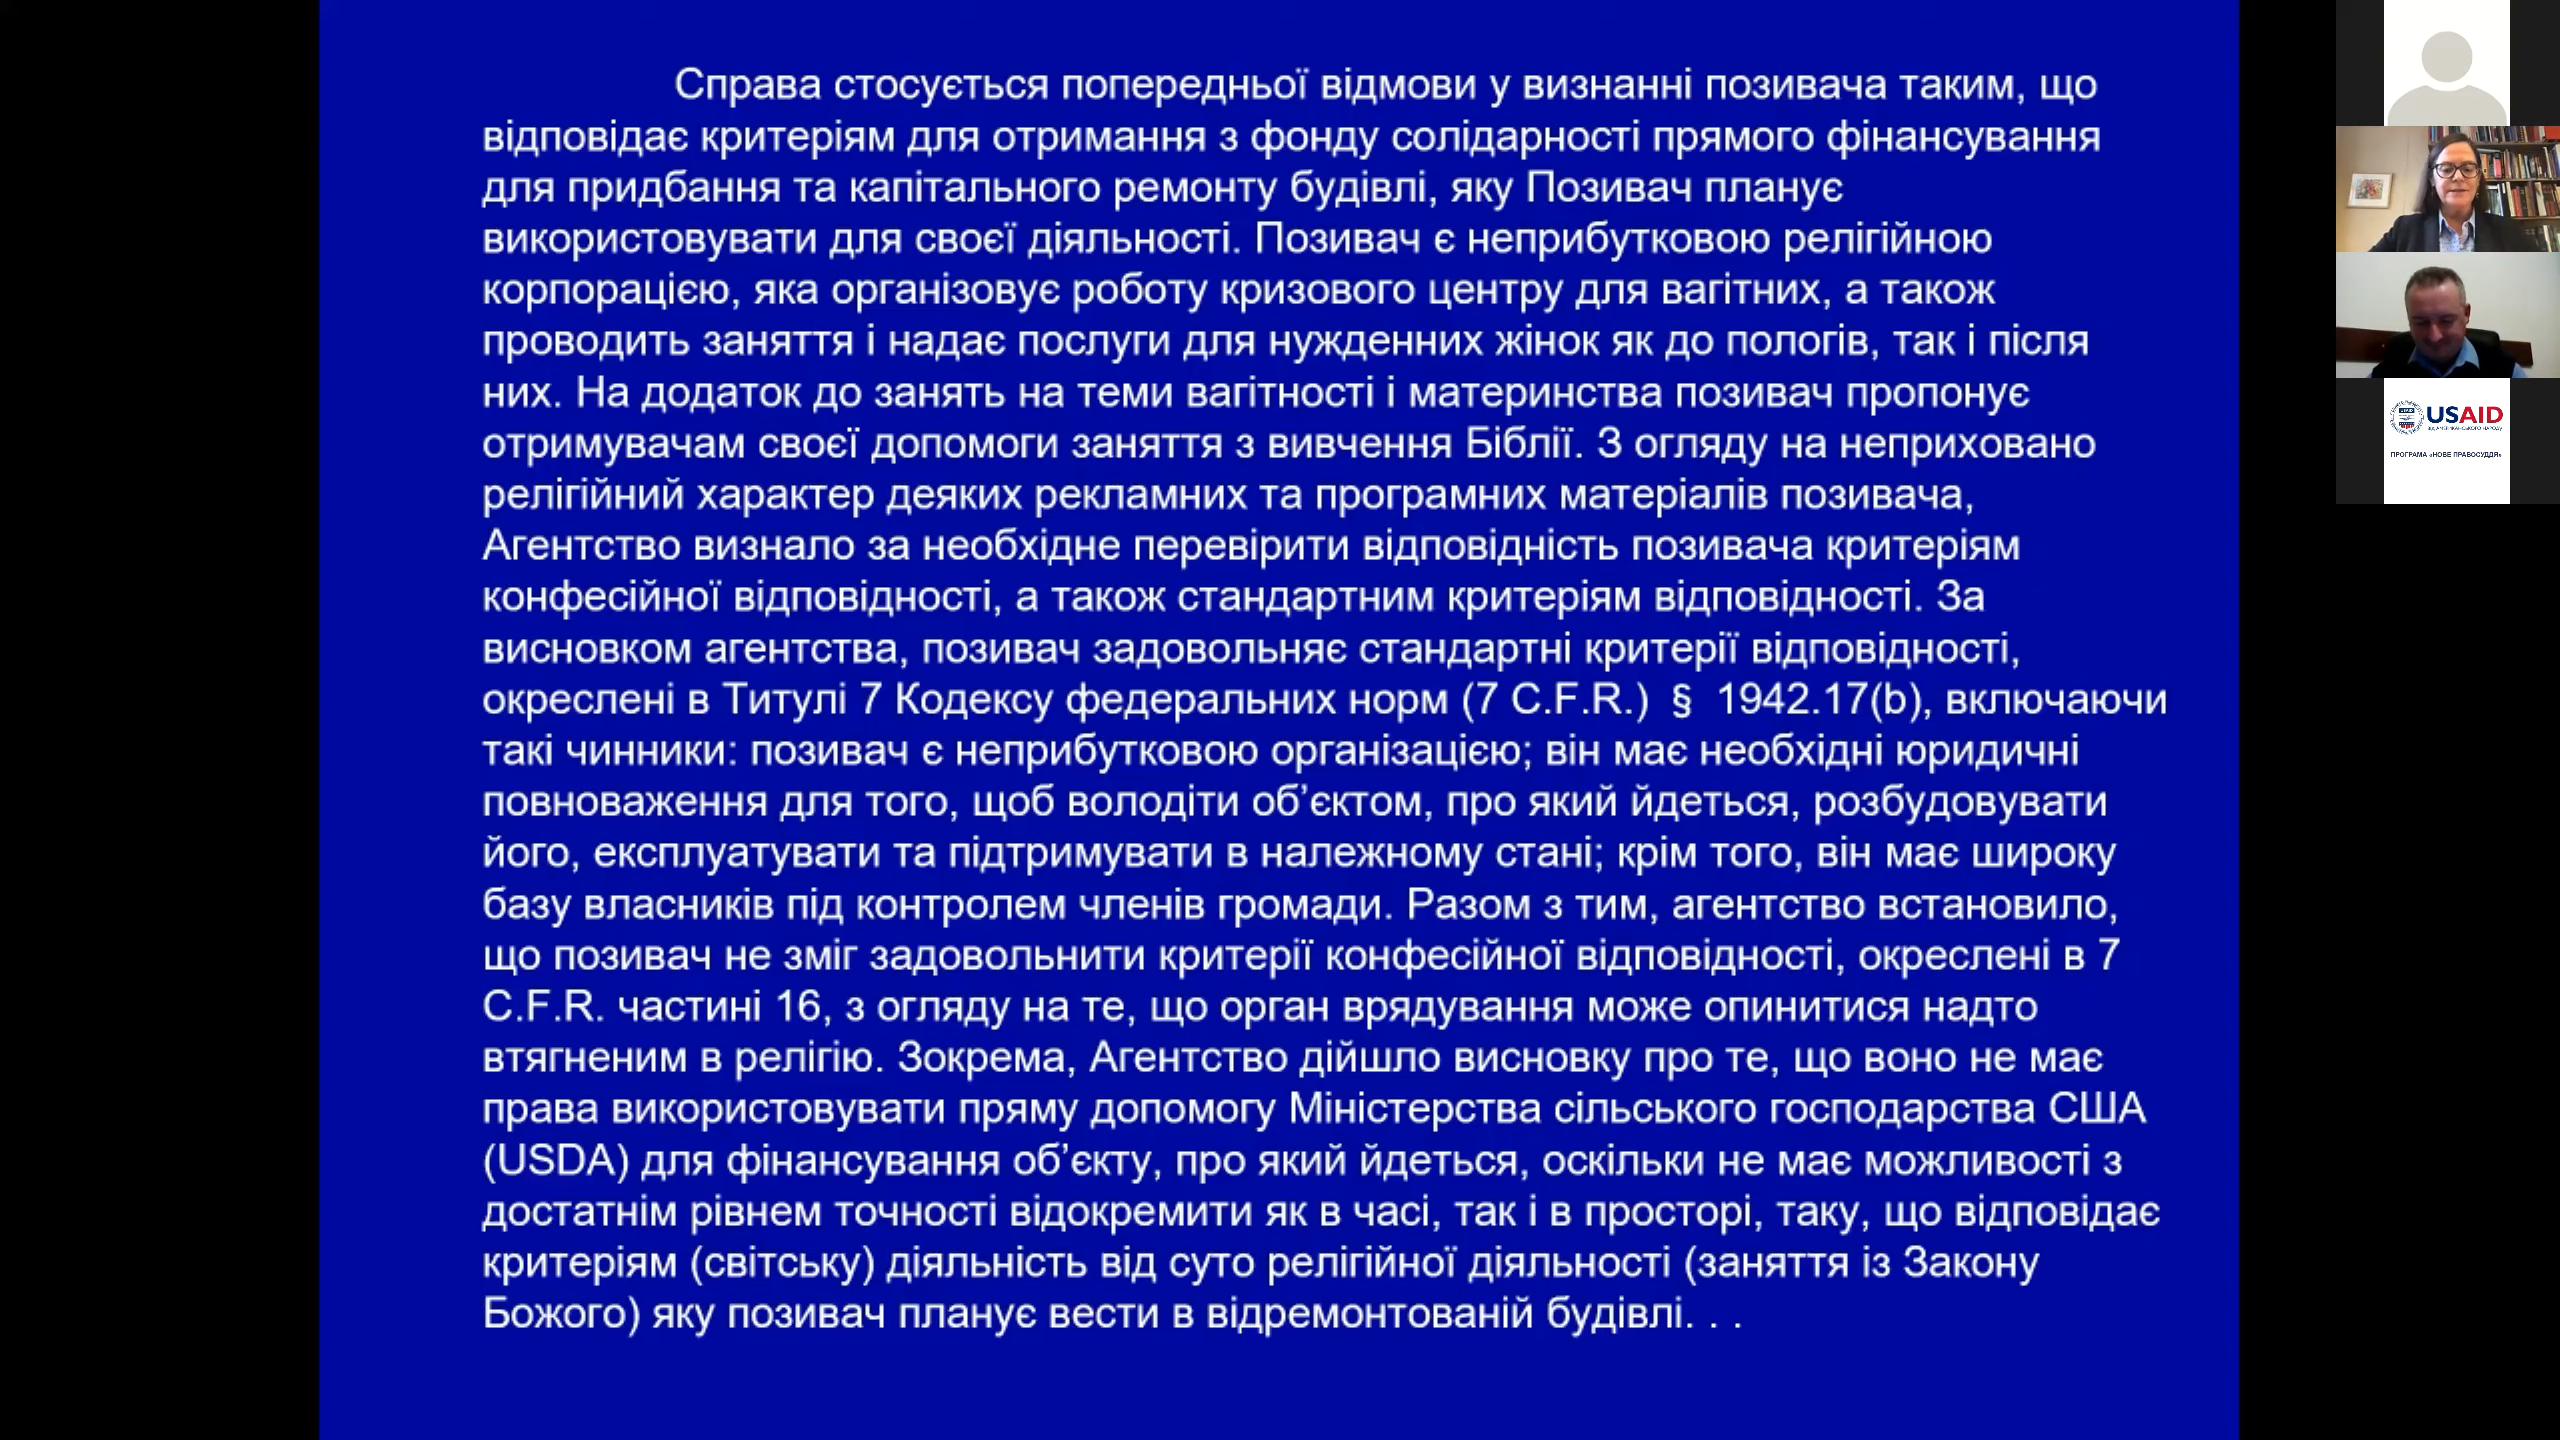 Справа стосується попередньої відмови у визнанні позивача таким, що
відповідає критеріям для отримання з фонду солідарності прямого фінансування
для придбання та капітального ремонту будівлі, яку Позивач планує
використовувати для своєї діяльності. Позивач є неприбутковою релігійною
корпорацією, яка організовує роботу кризового центру для вагітних, а також
проводить заняття і надає послуги для нужденних жінок як до пологів, так і після
них. На додаток до занять на теми вагітності і материнства позивач пропонує
отримувачам своєї допомоги заняття з вивчення Біблії. З огляду на неприховано
релігійний характер деяких рекламних та програмних матеріалів позивача,
Агентство визнало за необхідне перевірити відповідність позивача критеріям
конфесійної відповідності, а також стандартним критеріям відповідності. За
висновком агентства, позивач задовольняє стандартні критерії відповідності,
окреслені в Титулі 7 Кодексу федеральних норм (7 C.F.R.) § 1942.17(b), включаючи
такі чинники: позивач є неприбутковою організацією; він має необхідні юридичні
повноваження для того, щоб володіти об’єктом, про який йдеться, розбудовувати
його, експлуатувати та підтримувати в належному стані; крім того, він має широку
базу власників під контролем членів громади. Разом з тим, агентство встановило,
що позивач не зміг задовольнити критерії конфесійної відповідності, окреслені в 7
C.F.R. частині 16, з огляду на те, що орган врядування може опинитися надто
втягненим в релігію. Зокрема, Агентство дійшло висновку про те, що воно не має
права використовувати пряму допомогу Міністерства сільського господарства США
(USDA) для фінансування об’єкту, про який йдеться, оскільки не має можливості з
достатнім рівнем точності відокремити як в часі, так і в просторі, таку, що відповідає
критеріям (світську) діяльність від суто релігійної діяльності (заняття із Закону
Божого) яку позивач планує вести в відремонтованій будівлі. . .
USAID
ВІД АМЕРИКАНСЬКОГО НАРОДУ
ПРОГРАМА «НОВЕ ПРАВОСУДДЯ»